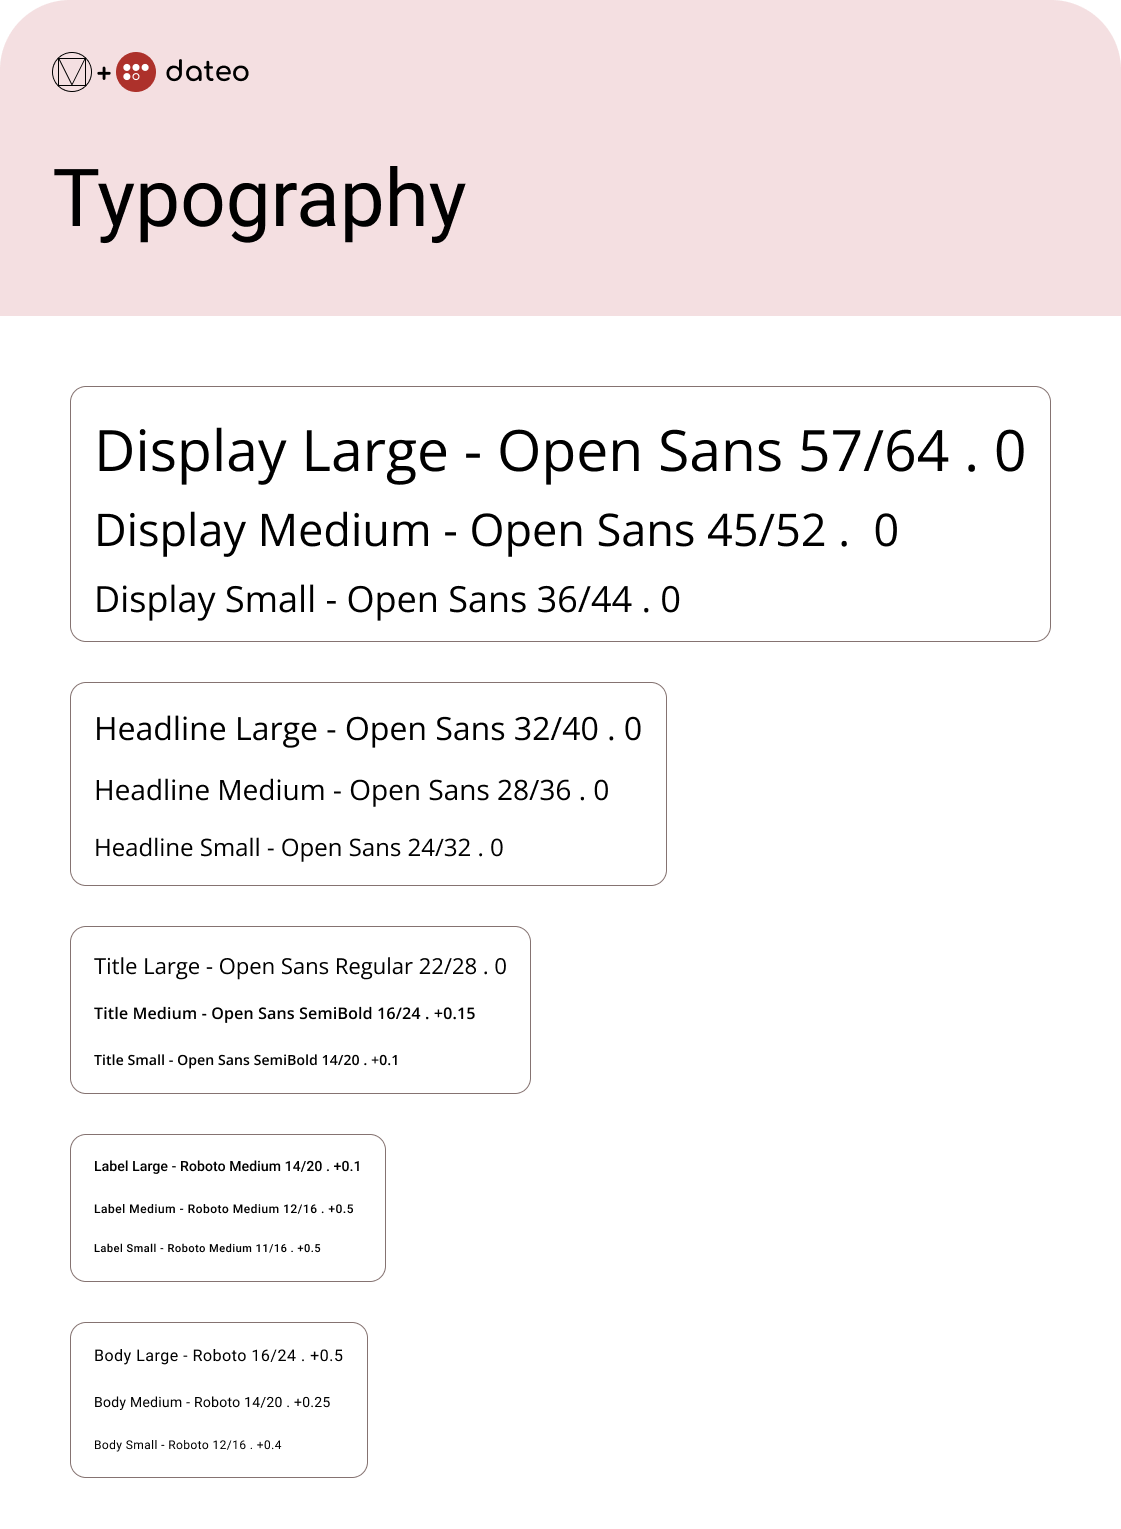 + dateo
Typography
Display Large - Open Sans 57/64 . 0
Display Medium - Open Sans 45/52 .  0
Display Small - Open Sans 36/44 . 0
Headline Large - Open Sans 32/40 . 0
Headline Medium - Open Sans 28/36 . 0
Headline Small - Open Sans 24/32 . 0
Title Large - Open Sans Regular 22/28 . 0
Title Medium - Open Sans SemiBold 16/24 . +0.15
Title Small - Open Sans SemiBold 14/20 . +0.1
Label Large - Roboto Medium 14/20 . +0.1
Label Medium - Roboto Medium 12/16 . +0.5
Label Small - Roboto Medium 11/16 . +0.5
Body Large - Roboto 16/24 . +0.5
Body Medium - Roboto 14/20 . +0.25
Body Small - Roboto 12/16 . +0.4